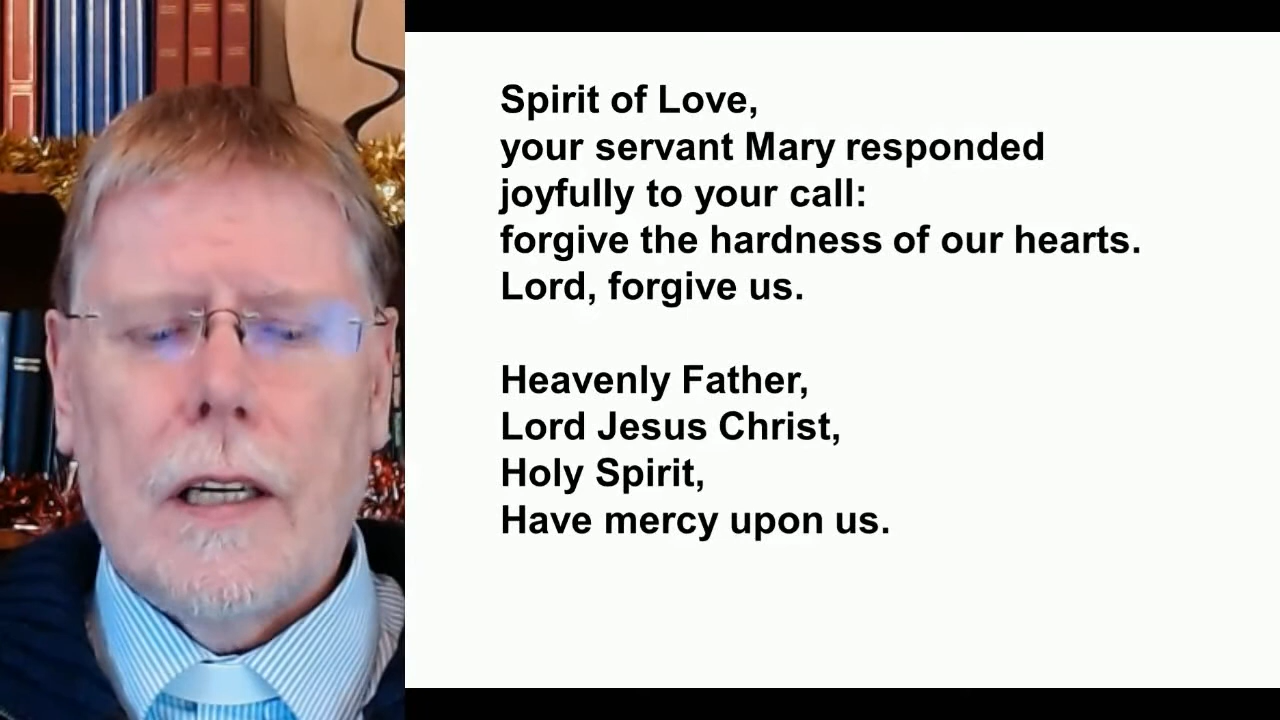 Spirit of Love,
your servant Mary responded
joyfully to your call:
forgive the hardness of our hearts.
Lord, forgive us.
Heavenly Father,
Lord Jesus Christ,
Holy Spirit,
Have mercy upon us.